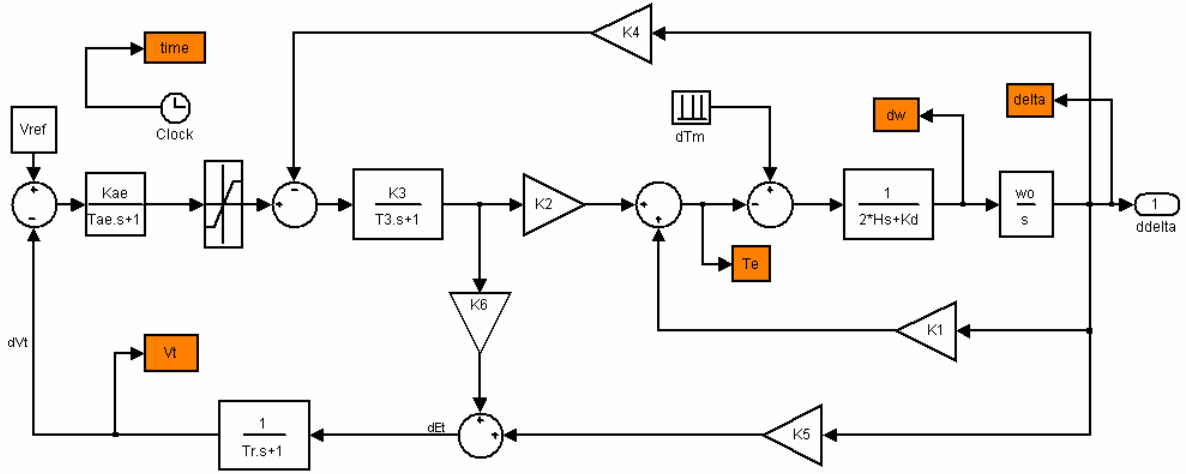 K4
time
Clock
Vref
dTm
dw
delta
Kae
Tae.s+1
K3
T3.s+1
K2
1
2*Hs+Kd
wo
s
1
ddelta
Te
K6
K1
dVt
Vt
1
Tr.s+1
dEt
K5